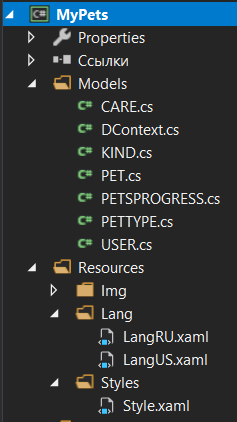 MyPets
Properties
Ссылки
Models
CARE.cs
DContext.cs
KIND.cs
PET.cs
PETSPROGRESS.cs
PETTYPE.cs
USER.cs
Resources
Img
Lang
LangRU.xaml
LangUS.xaml
Styles
Style.xaml